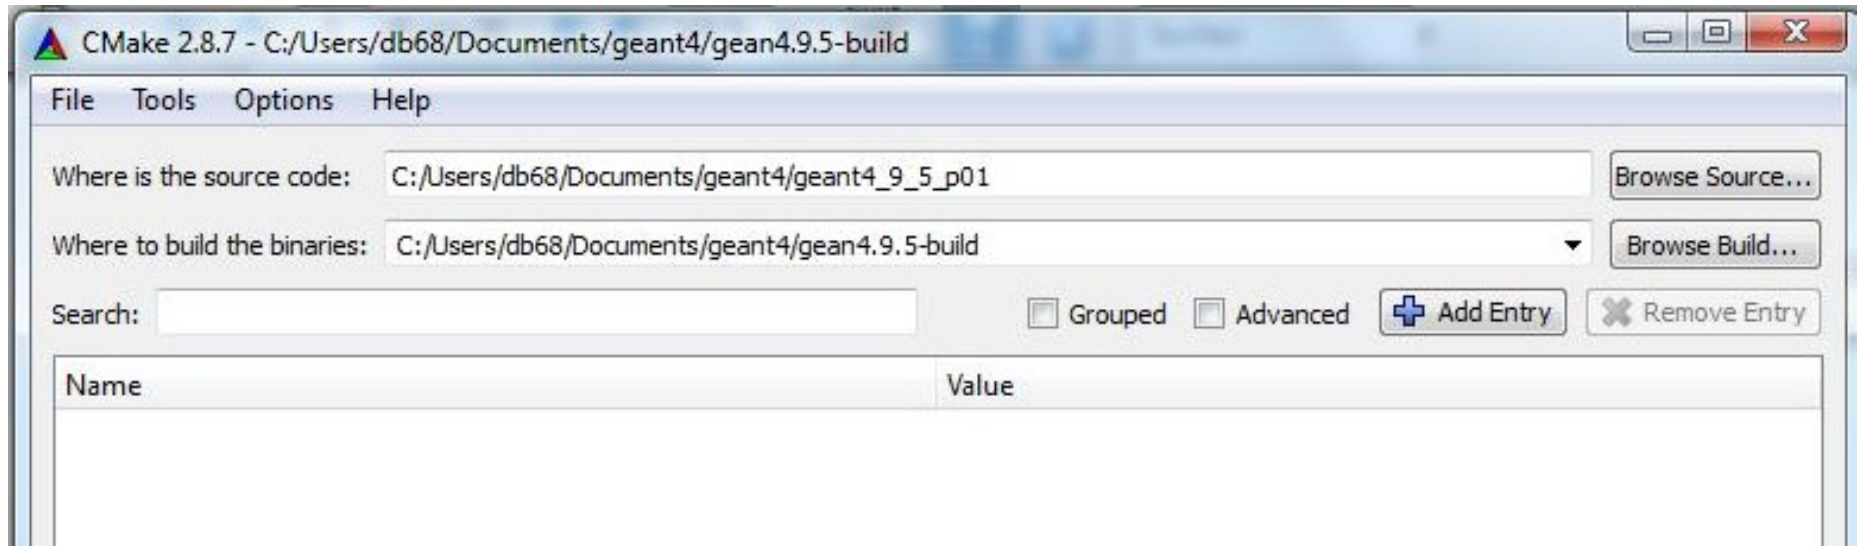 CMake 2.8.7 - C:/Users/db68/Documents/geant4/gean4.9.5-build
File Tools Options Help
Where is the source code: C:/Users/db68/Documents/geant4/geant4_9_5_p01 Browse Source...
Where to build the binaries: C:/Users/db68/Documents/geant4/gean4.9.5-build Browse Build...
Search: Grouped Advanced Add Entry Remove Entry
Name Value